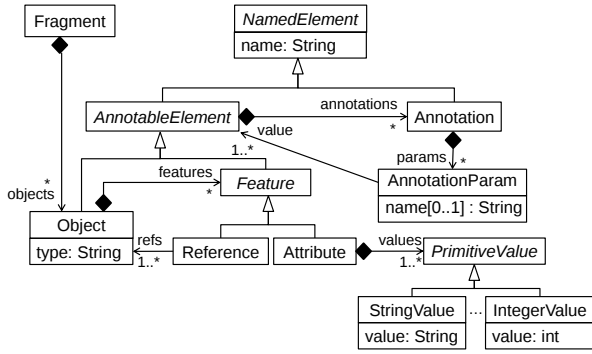 Fragment
NamedElement
name: String
AnnotableElement
annotations
*
Annotation
value
1..*
params
*
AnnotationParam
name[0..1] : String
*
objects
features
*
Feature
Object
type: String
refs
1..*
Reference
Attribute
values
1..*
PrimitiveValue
StringValue
value: String
...
IntegerValue
value: int